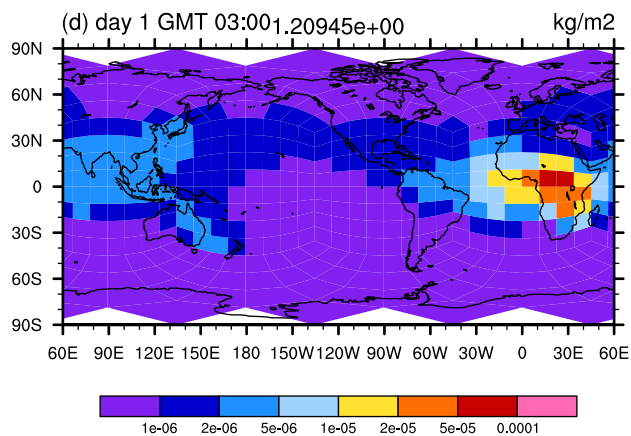 (d) day 1 GMT 03:00 1.20945e+00 kg/m2
90N
60N
30N
0
30S
60S
90S
60E 90E 120E 150E 180 150W 120W 90W 60W 30W 0 30E 60E
1e-06 2e-06 5e-06 1e-05 2e-05 5e-05 0.0001